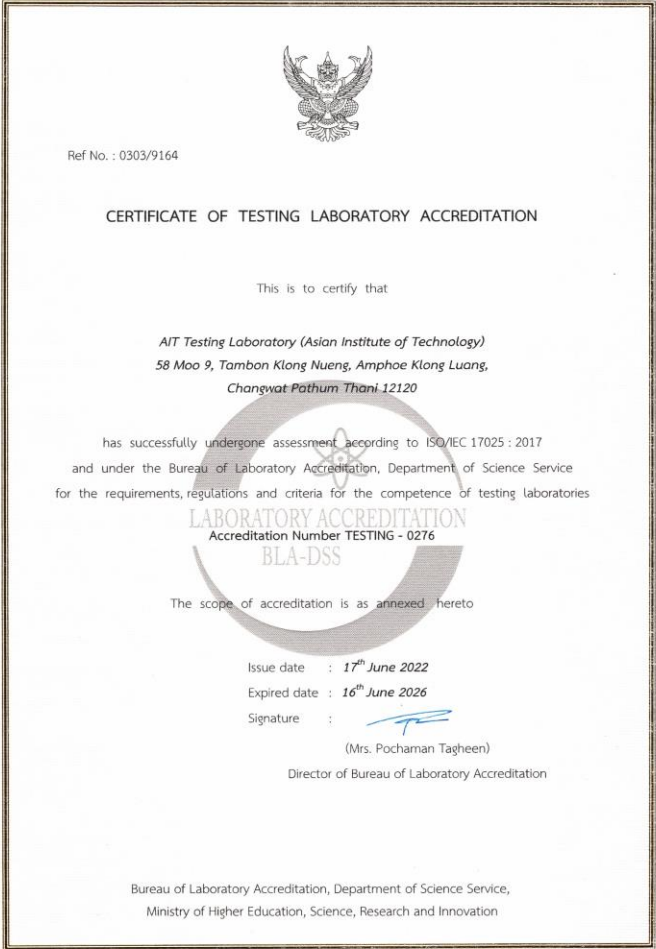 Ref No. : 0303/9164
CERTIFICATE OF TESTING LABORATORY ACCREDITATION
This is to certify that
AIT Testing Laboratory (Asian Institute of Technology)
58 Moo 9, Tambon Klong Nueng, Amphoe Klong Luang,
Changwat Pathum Thani 12120
has successfully undergone assessment according to ISO/IEC 17025 : 2017
and under the Bureau of Laboratory Accreditation, Department of Science Service
for the requirements, regulations and criteria for the competence of testing laboratories
LABORATORY ACCREDITATION
Accreditation Number TESTING - 0276
BLA-DSS
The scope of accreditation is as annexed hereto
Issue date : 17th June 2022
Expired date : 16th June 2026
Signature :
(Mrs. Pochaman Tagheen)
Director of Bureau of Laboratory Accreditation
Bureau of Laboratory Accreditation, Department of Science Service,
Ministry of Higher Education, Science, Research and Innovation